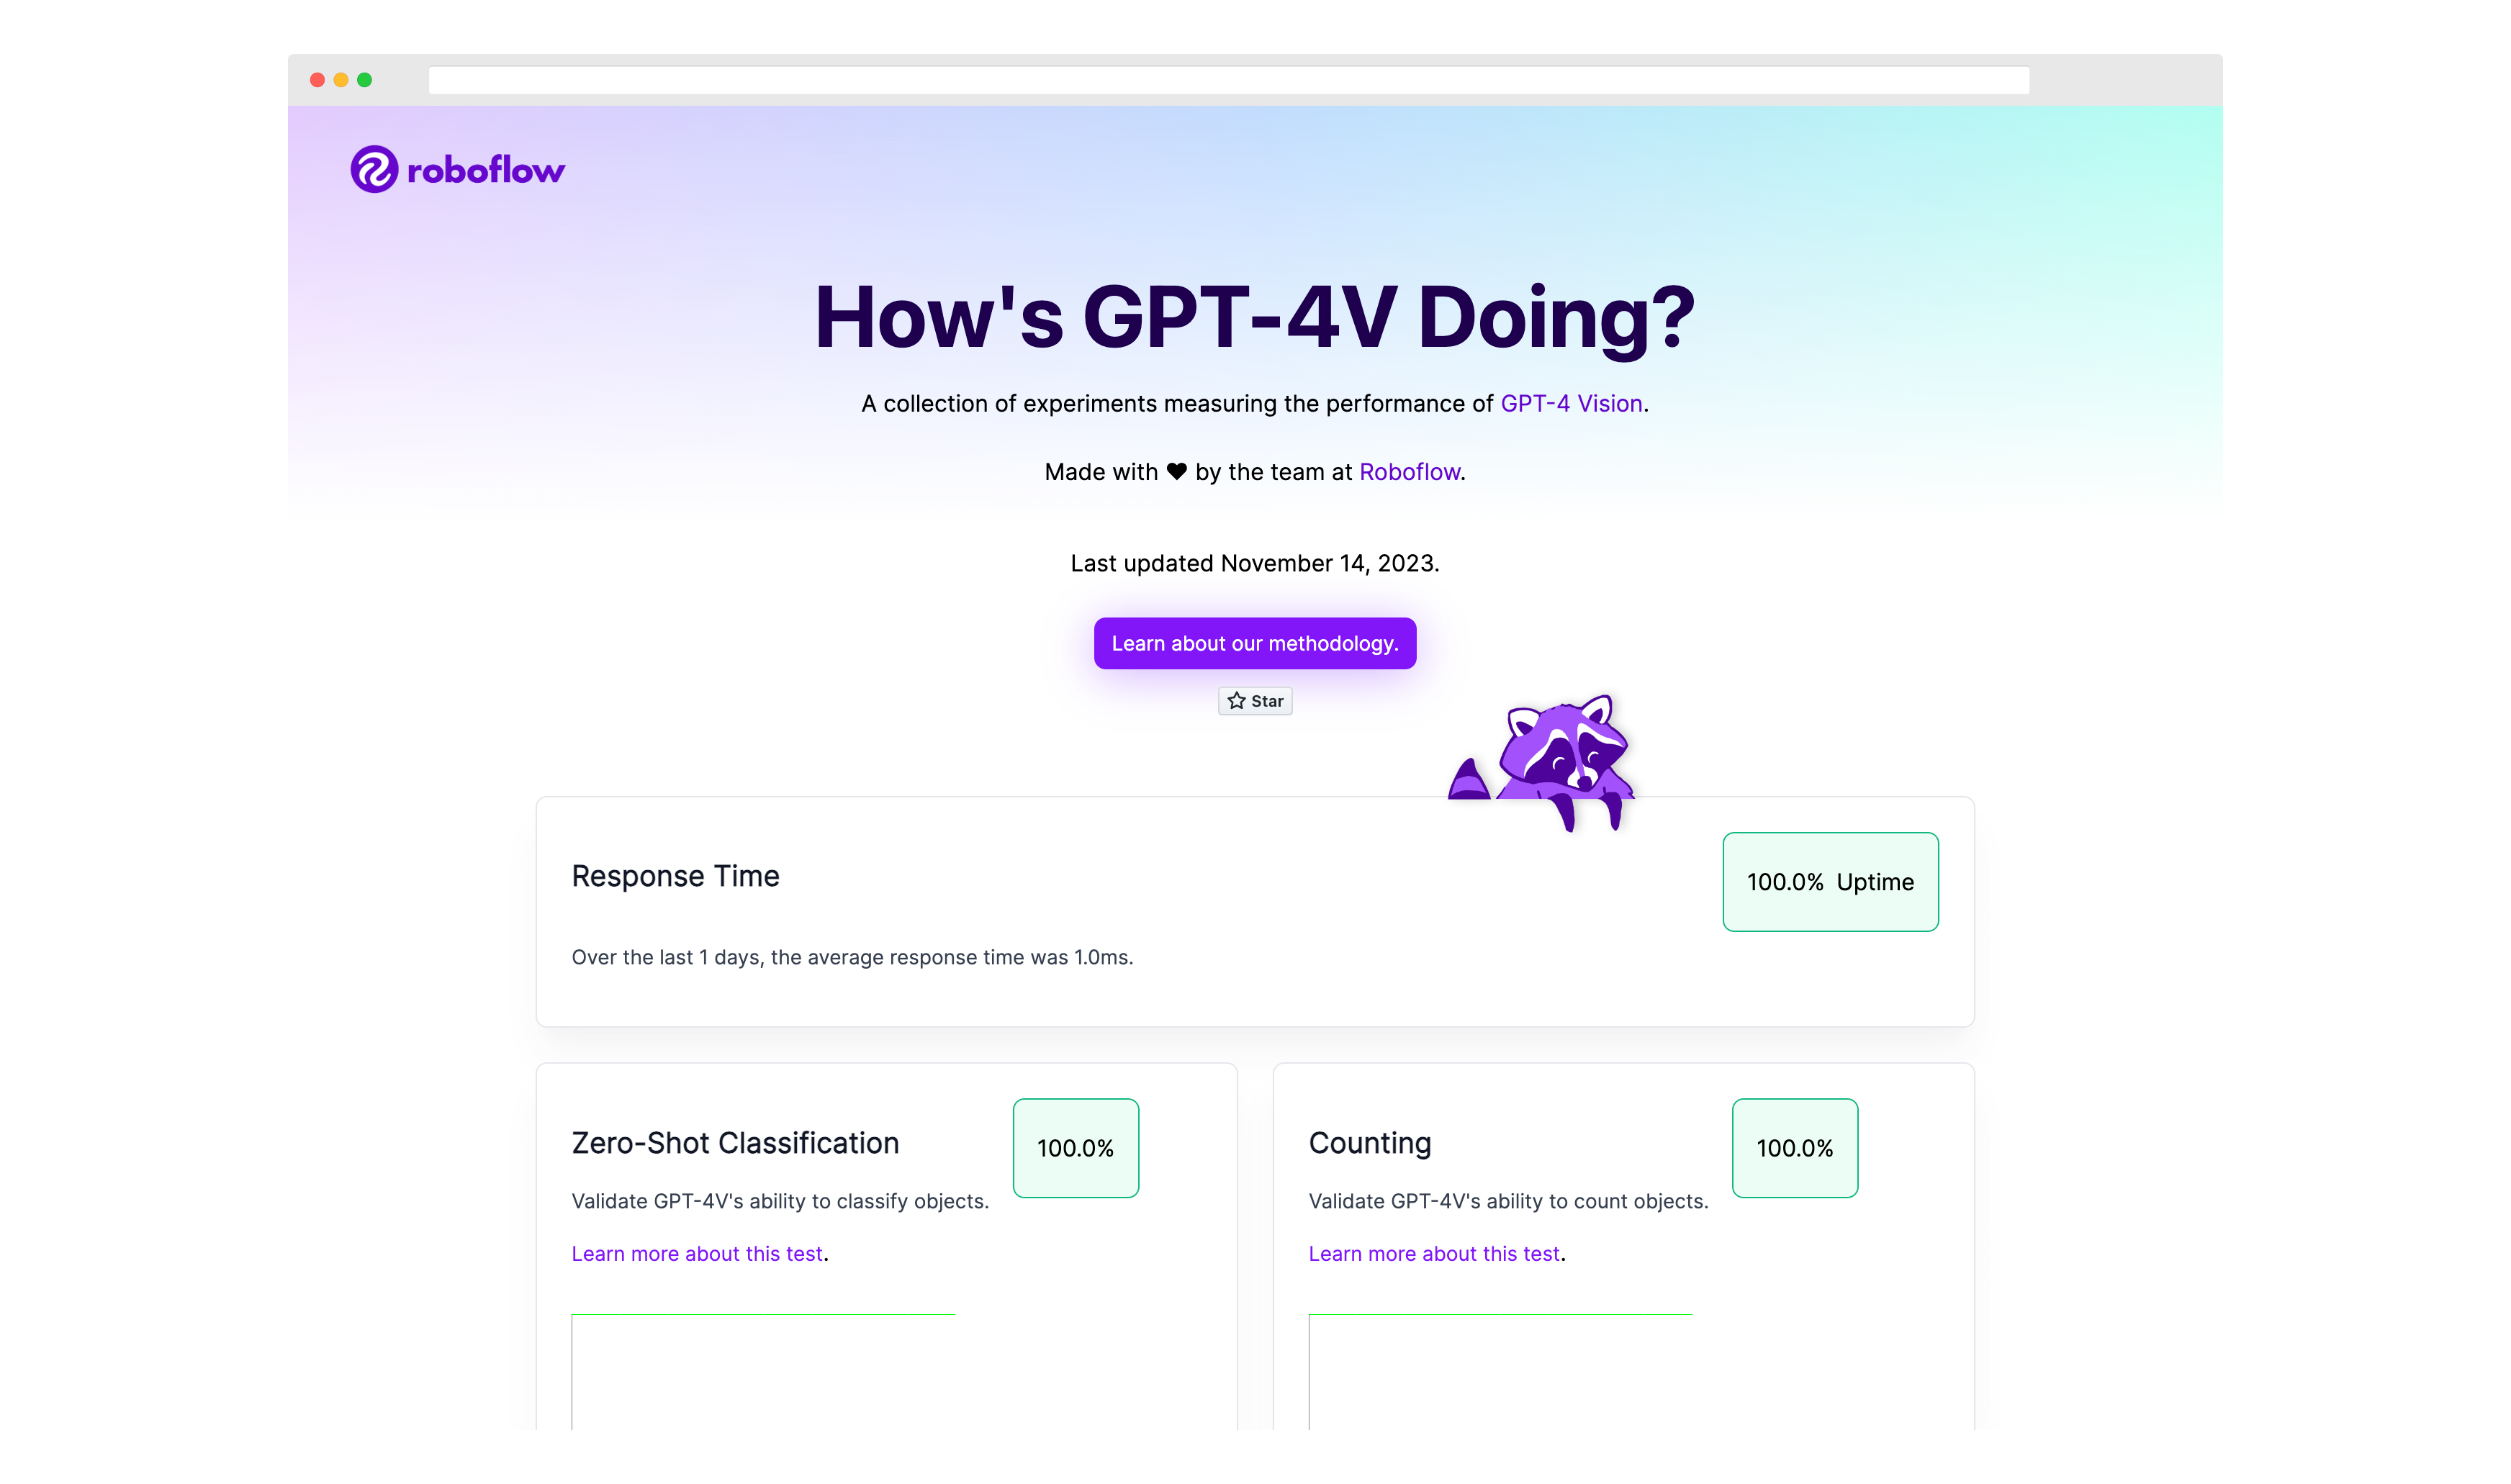 roboflow
How's GPT-4V Doing?
A collection of experiments measuring the performance of GPT-4 Vision.
Made with ♥ by the team at Roboflow.
Last updated November 14, 2023.
Learn about our methodology.
Star
Response Time
100.0% Uptime
Over the last 1 days, the average response time was 1.0ms.
Zero-Shot Classification
100.0%
Validate GPT-4V's ability to classify objects.
Learn more about this test.
Counting
100.0%
Validate GPT-4V's ability to count objects.
Learn more about this test.